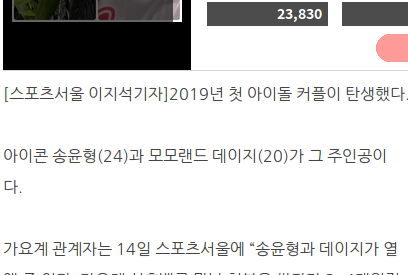 23,830
[스포츠서울 이지석기자]2019년 첫 아이돌 커플이 탄생했다.
아이콘 송윤형(24)과 모모랜드 데이지(20)가 그 주인공이
다.
가요계 관계자는 14일 스포츠서울에 “송윤형과 데이지가 열